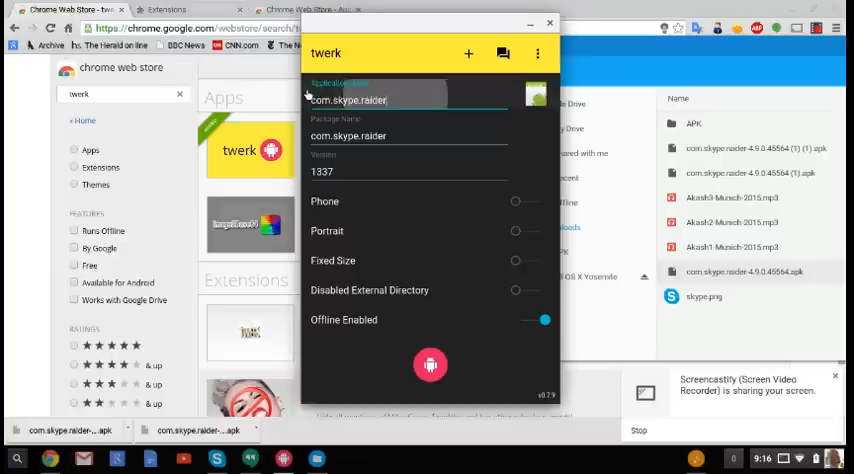 Chrome Web Store - twe
Extensions
Chrome Web Store - Ap
https://chrome.google.com/webstore/search/t
Archive
The Herald on line
BBC News
CNN.com
The N
chrome web store
twerk
« Home
Apps
Extensions
Themes
FEATURES
Runs Offline
By Google
Free
Available for Android
Works with Google Drive
RATINGS
& up
& up
& up
Apps
twerk
Extensions
twerk
com.skype.raider
Package Name
com.skype.raider
Version
1337
Phone
Portrait
Fixed Size
Disabled External Directory
Offline Enabled
v0.7.9
le Drive
y Drive
hared with me
ffline
loads
PK
l OS X Yosemite
Name
APK
com.skype.raider-4.9.0.45564 (1) (1).apk
com.skype.raider-4.9.0.45564 (1).apk
Akash3-Munich-2015.mp3
Akash2-Munich-2015.mp3
Akash1-Munich-2015.mp3
com.skype.raider-4.9.0.45564.apk
skype.png
Screencastify (Screen Video
Recorder) is sharing your screen.
Stop
com.skype.raider-....apk
com.skype.raider-....apk
0
9:16